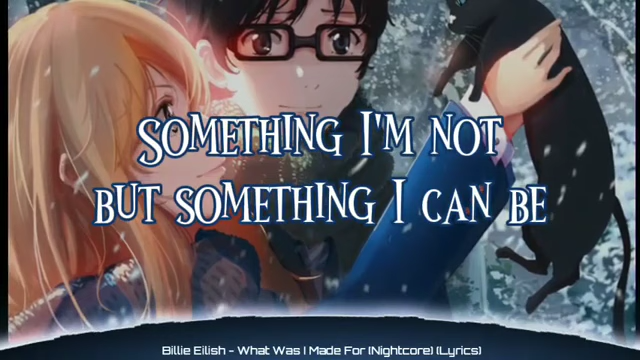 SOMETHING I'M NOT
BUT SOMETHING I CAN BE
Billie Eilish - What Was I Made For (Nightcore) (Lyrics)